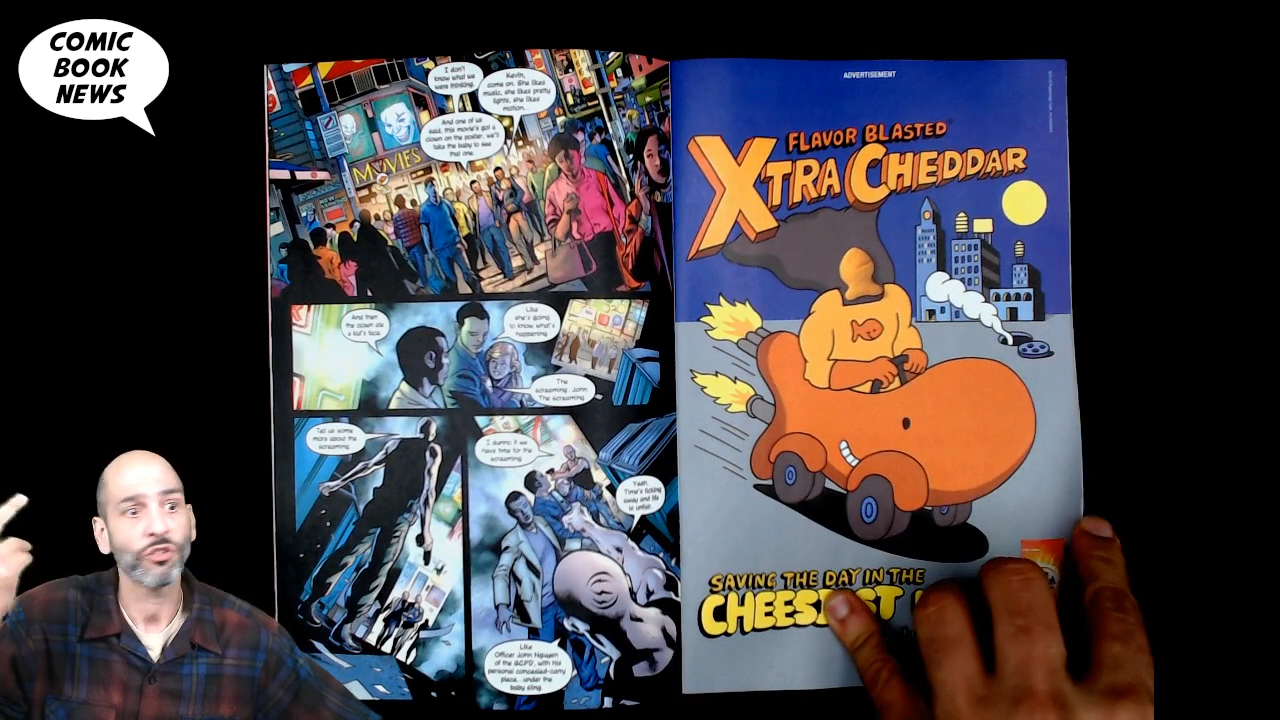 COMIC
BOOK
NEWS
I don't
know what we
were thinking.
Kevin,
come on. She likes
music, she likes pretty
lights, she likes
motion...
And one of us
said, this movie's got a
clown on the poster, we'll
take the baby to see
that one.
MOVIES
And then
the clown ate
a kid's face.
Like
she's going
to know what's
happening.
The
screaming, John.
The screaming.
Tell us some
more about the
screaming.
I dunno if we
have time for the
screaming.
Yeah.
Time's ticking
away and life
is unfair.
Like
Officer John Nguyen
of the GCPD, with his
personal concealed-carry
piece...under the
baby sling.
ADVERTISEMENT
FLAVOR BLASTED
XTRA CHEDDAR
SAVING THE DAY IN THE